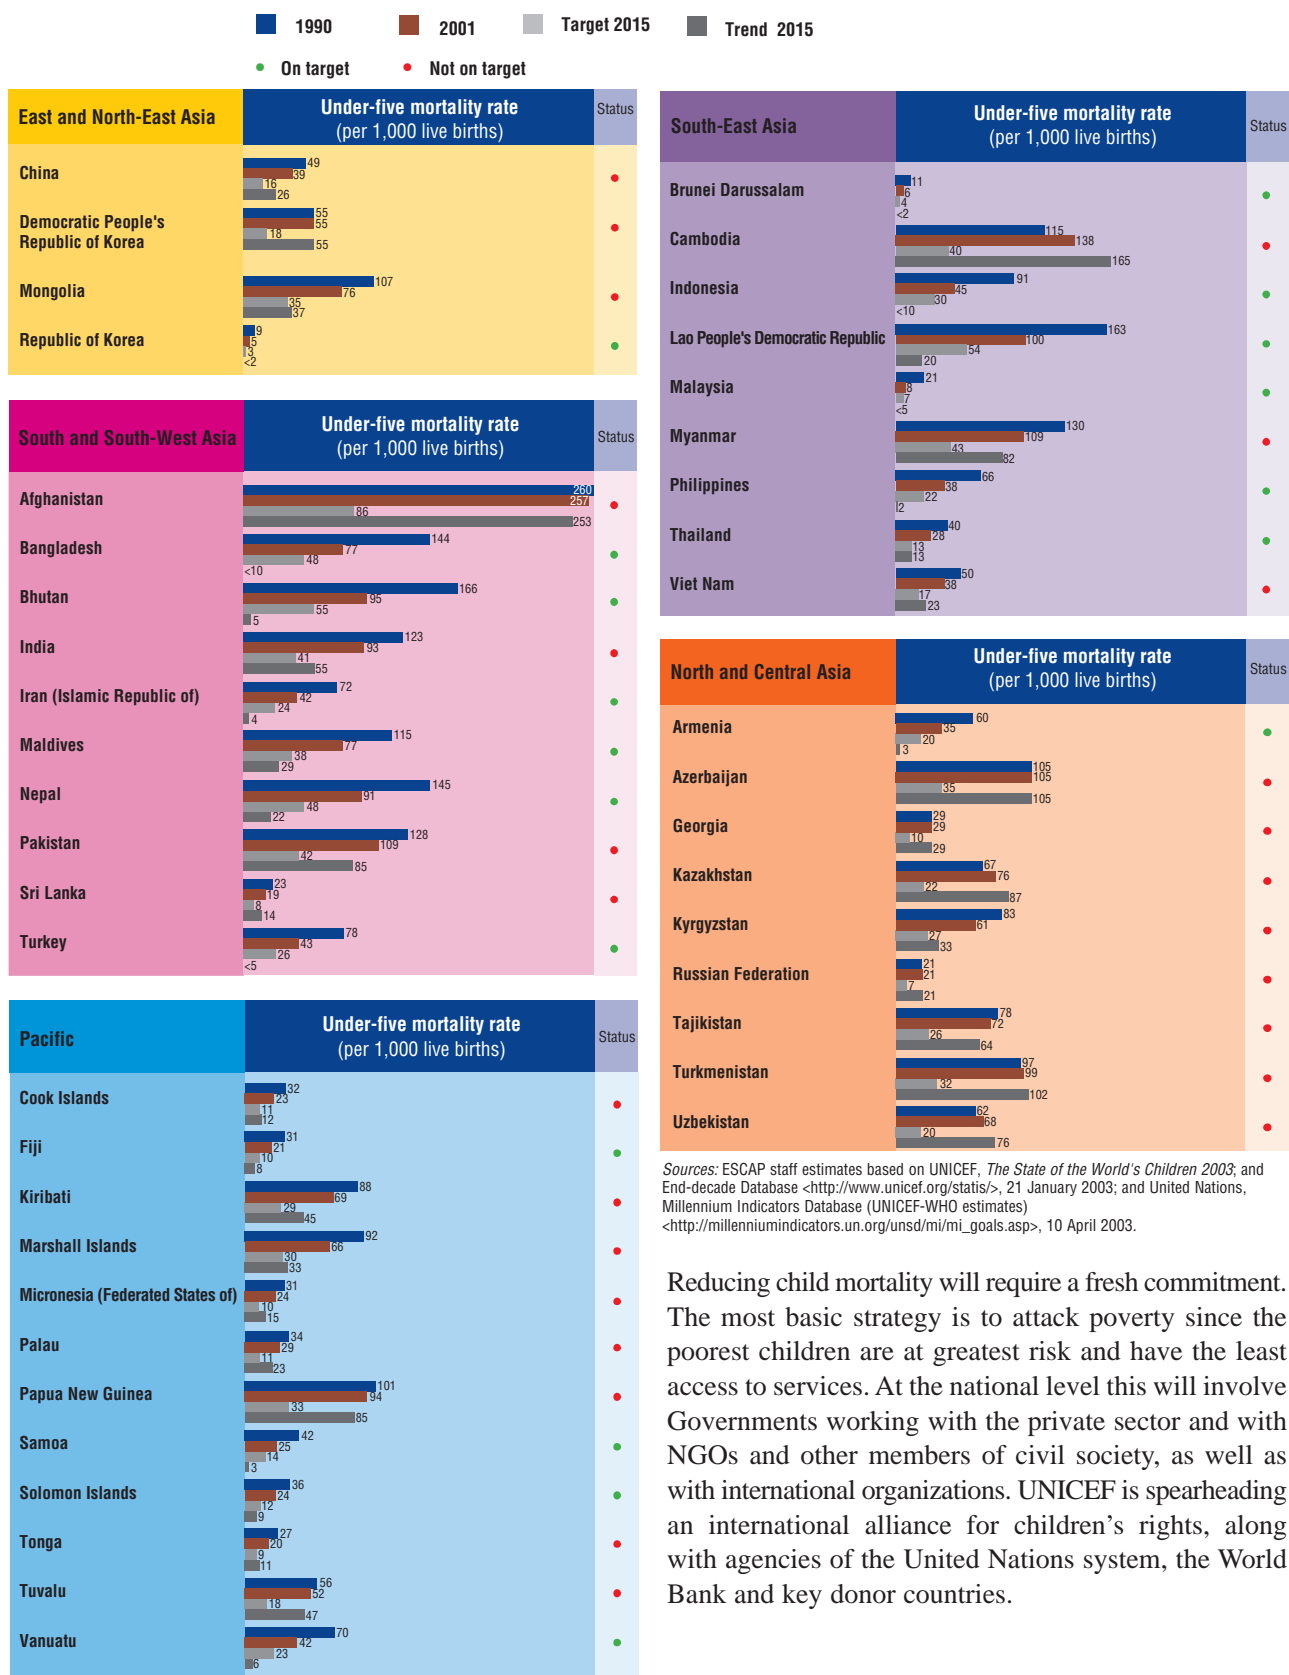 1990 2001 Target 2015 Trend 2015
On target Not on target
East and North-East Asia
Under-five mortality rate
(per 1,000 live births)
Status
China
49
39
16
26
Democratic People's
Republic of Korea
55
55
18
55
Mongolia
107
76
35
37
Republic of Korea
9
5
3
<2
South and South-West Asia
Under-five mortality rate
(per 1,000 live births)
Status
Afghanistan
260
257
86
253
Bangladesh
144
77
48
<10
Bhutan
166
95
55
5
India
123
93
41
55
Iran (Islamic Republic of)
72
42
24
4
Maldives
115
77
38
29
Nepal
145
91
48
22
Pakistan
128
109
42
85
Sri Lanka
23
19
8
14
Turkey
78
43
26
<5
Pacific
Under-five mortality rate
(per 1,000 live births)
Status
Cook Islands
32
23
11
12
Fiji
31
21
10
8
Kiribati
88
69
29
45
Marshall Islands
92
66
30
33
Micronesia (Federated States of)
31
24
10
15
Palau
34
29
11
23
Papua New Guinea
101
94
33
85
Samoa
42
25
14
3
Solomon Islands
36
24
12
9
Tonga
27
20
9
11
Tuvalu
56
52
18
47
Vanuatu
70
42
23
6
South-East Asia
Under-five mortality rate
(per 1,000 live births)
Status
Brunei Darussalam
11
6
4
<2
Cambodia
115
138
40
165
Indonesia
91
45
30
<10
Lao People's Democratic Republic
163
100
54
20
Malaysia
21
8
7
<5
Myanmar
130
109
43
82
Philippines
66
38
22
2
Thailand
40
28
13
13
Viet Nam
50
38
17
23
North and Central Asia
Under-five mortality rate
(per 1,000 live births)
Status
Armenia
60
35
20
3
Azerbaijan
105
105
35
105
Georgia
29
29
10
29
Kazakhstan
67
76
22
87
Kyrgyzstan
83
61
27
33
Russian Federation
21
21
7
21
Tajikistan
78
72
26
64
Turkmenistan
97
99
32
102
Uzbekistan
62
68
20
76
Sources: ESCAP staff estimates based on UNICEF, The State of the World's Children 2003; and
End-decade Database <http://www.unicef.org/statis/>, 21 January 2003; and United Nations,
Millennium Indicators Database (UNICEF-WHO estimates)
<http://millenniumindicators.un.org/unsd/mi/mi_goals.asp>, 10 April 2003.
Reducing child mortality will require a fresh commitment.
The most basic strategy is to attack poverty since the
poorest children are at greatest risk and have the least
access to services. At the national level this will involve
Governments working with the private sector and with
NGOs and other members of civil society, as well as
with international organizations. UNICEF is spearheading
an international alliance for children’s rights, along
with agencies of the United Nations system, the World
Bank and key donor countries.